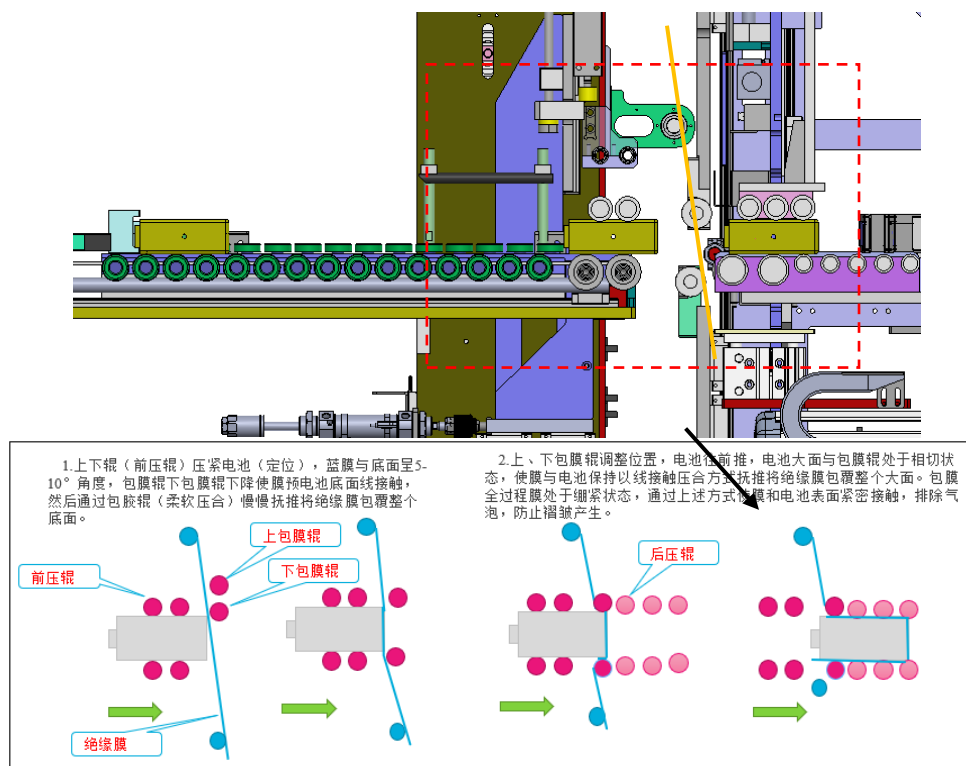 1.上下辊（前压辊）压紧电池（定位），蓝膜与底面呈5-
10°角度，包膜辊下包膜辊下降使膜预电池底面线接触，
然后通过包胶辊（柔软压合）慢慢抚推将绝缘膜包覆整个
底面。
2.上、下包膜辊调整位置，电池往前推，电池大面与包膜辊处于相切状
态，使膜与电池保持以线接触压合方式抚推将绝缘膜包覆整个大面。包膜
全过程膜处于绷紧状态，通过上述方式使膜和电池表面紧密接触，排除气
泡，防止褶皱产生。
上包膜辊
前压辊
下包膜辊
后压辊
绝缘膜